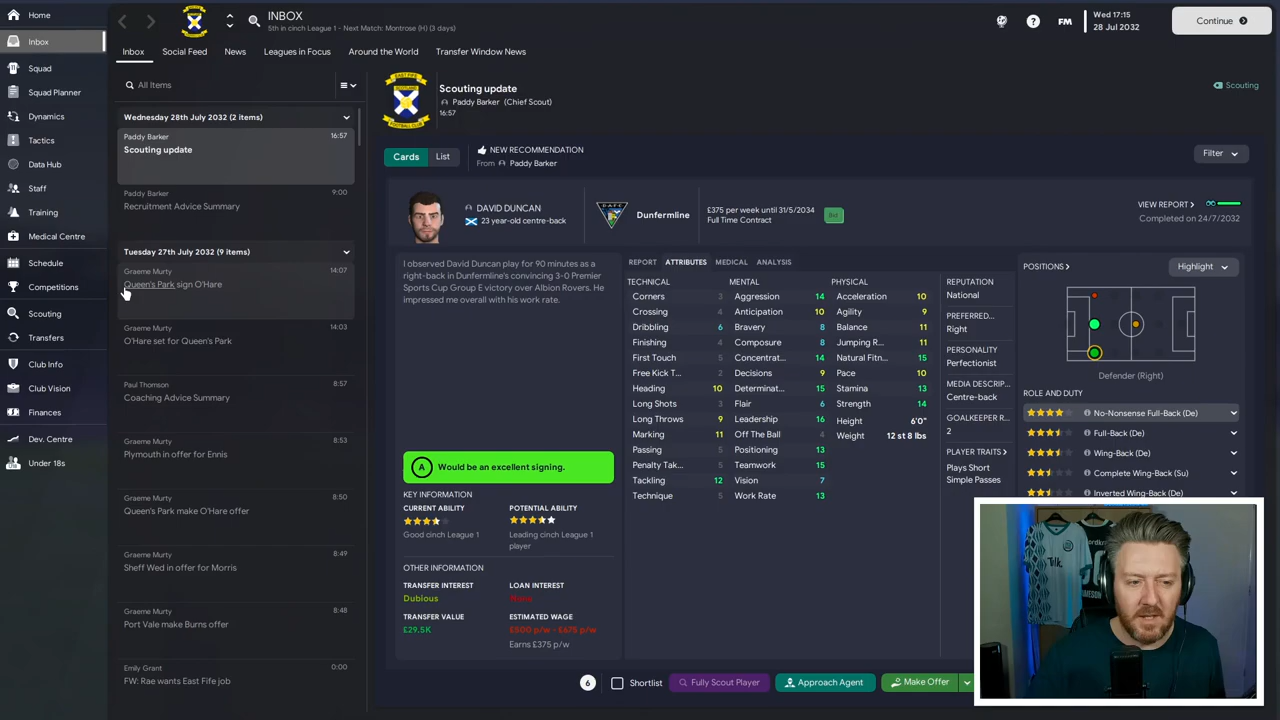 Home
INBOX
5th in cinch League 1 - Next Match: Montrose (H) (3 days)
FM
Wed 17:15
28 Jul 2032
Continue
Inbox
Squad
Squad Planner
Dynamics
Tactics
Data Hub
Staff
Training
Medical Centre
Schedule
Competitions
Scouting
Transfers
Club Info
Club Vision
Finances
Dev. Centre
Under 18s
Inbox
Social Feed
News
Leagues in Focus
Around the World
Transfer Window News
All Items
Wednesday 28th July 2032 (2 items)
Paddy Barker
16:57
Scouting update
Paddy Barker
9:00
Recruitment Advice Summary
Tuesday 27th July 2032 (9 items)
Graeme Murty
14:07
Queen's Park sign O'Hare
Graeme Murty
14:03
O'Hare set for Queen's Park
Paul Thomson
8:57
Coaching Advice Summary
Graeme Murty
8:53
Plymouth in offer for Ennis
Graeme Murty
8:50
Queen's Park make O'Hare offer
Graeme Murty
8:49
Sheff Wed in offer for Morris
Graeme Murty
8:48
Port Vale make Burns offer
Emily Grant
0:00
FW: Rae wants East Fife job
Scouting update
Paddy Barker (Chief Scout)
16:57
Scouting
Cards
List
NEW RECOMMENDATION
From Paddy Barker
Filter
DAVID DUNCAN
23 year-old centre-back
DAFC
Dunfermline
£375 per week until 31/5/2034
Full Time Contract
Bid
VIEW REPORT
Completed on 24/7/2032
I observed David Duncan play for 90 minutes as a
right-back in Dunfermline's convincing 3-0 Premier
Sports Cup Group E victory over Albion Rovers. He
impressed me overall with his work rate.
A Would be an excellent signing.
KEY INFORMATION
CURRENT ABILITY
POTENTIAL ABILITY
Good cinch League 1
Leading cinch League 1
player
OTHER INFORMATION
TRANSFER INTEREST
LOAN INTEREST
Dubious
None
TRANSFER VALUE
ESTIMATED WAGE
£29.5K
£500 p/w - £675 p/w
Earns £375 p/w
REPORT
ATTRIBUTES
MEDICAL
ANALYSIS
TECHNICAL
MENTAL
PHYSICAL
Corners 3 Aggression 14 Acceleration 10
Crossing 4 Anticipation 10 Agility 9
Dribbling 6 Bravery 8 Balance 11
Finishing 4 Composure 8 Jumping R... 11
First Touch 5 Concentrat... 14 Natural Fitn... 15
Free Kick T... 2 Decisions 9 Pace 10
Heading 10 Determinat... 15 Stamina 13
Long Shots 3 Flair 6 Strength 14
Long Throws 9 Leadership 16 Height 6'0"
Marking 11 Off The Ball 4 Weight 12 st 8 lbs
Passing 5 Positioning 13
Penalty Tak... 5 Teamwork 15
Tackling 12 Vision 7
Technique 5 Work Rate 13
REPUTATION
National
PREFERRED...
Right
PERSONALITY
Perfectionist
MEDIA DESCRIP...
Centre-back
GOALKEEPER R...
2
PLAYER TRAITS
Plays Short
Simple Passes
POSITIONS
Highlight
Defender (Right)
ROLE AND DUTY
No-Nonsense Full-Back (De)
Full-Back (De)
Wing-Back (De)
Complete Wing-Back (Su)
Inverted Wing-Back (De)
6
Shortlist
Fully Scout Player
Approach Agent
Make Offer